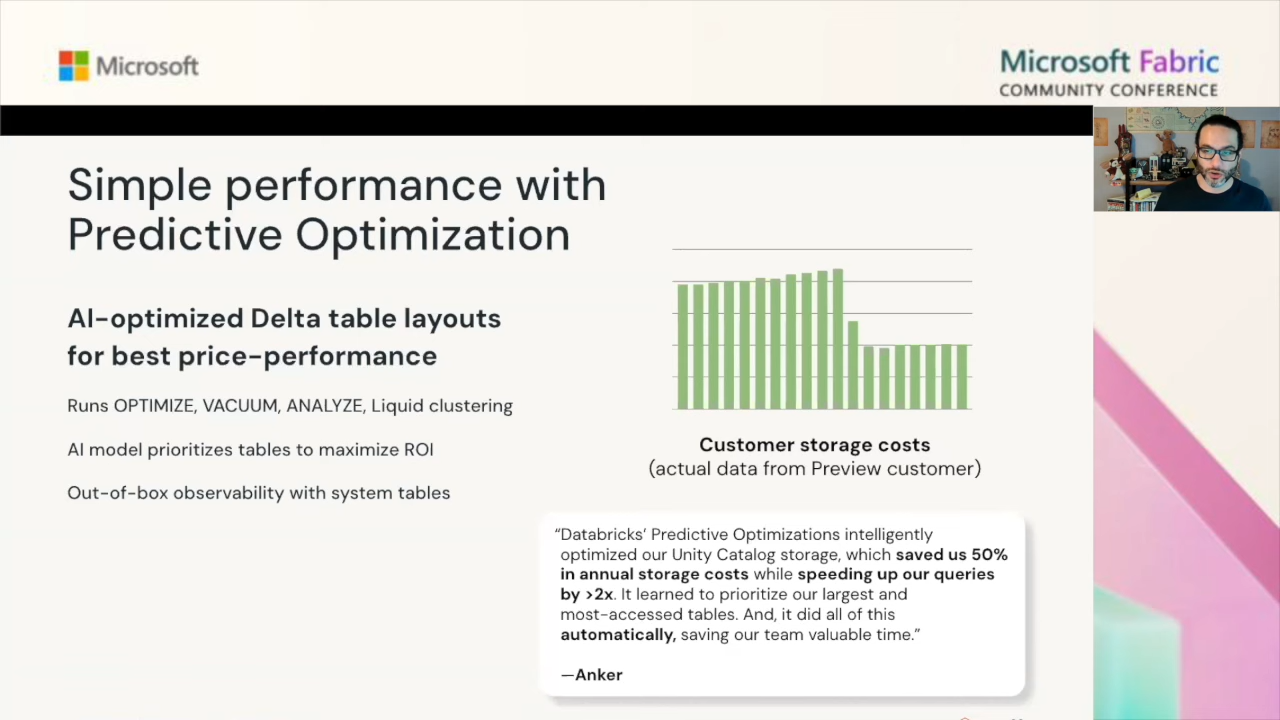 Microsoft
Microsoft Fabric
COMMUNITY CONFERENCE
Simple performance with
Predictive Optimization
AI-optimized Delta table layouts
for best price-performance
Runs OPTIMIZE, VACUUM, ANALYZE, Liquid clustering
AI model prioritizes tables to maximize ROI
Out-of-box observability with system tables
Customer storage costs
(actual data from Preview customer)
“Databricks’ Predictive Optimizations intelligently
optimized our Unity Catalog storage, which saved us 50%
in annual storage costs while speeding up our queries
by >2x. It learned to prioritize our largest and
most-accessed tables. And, it did all of this
automatically, saving our team valuable time.”
—Anker